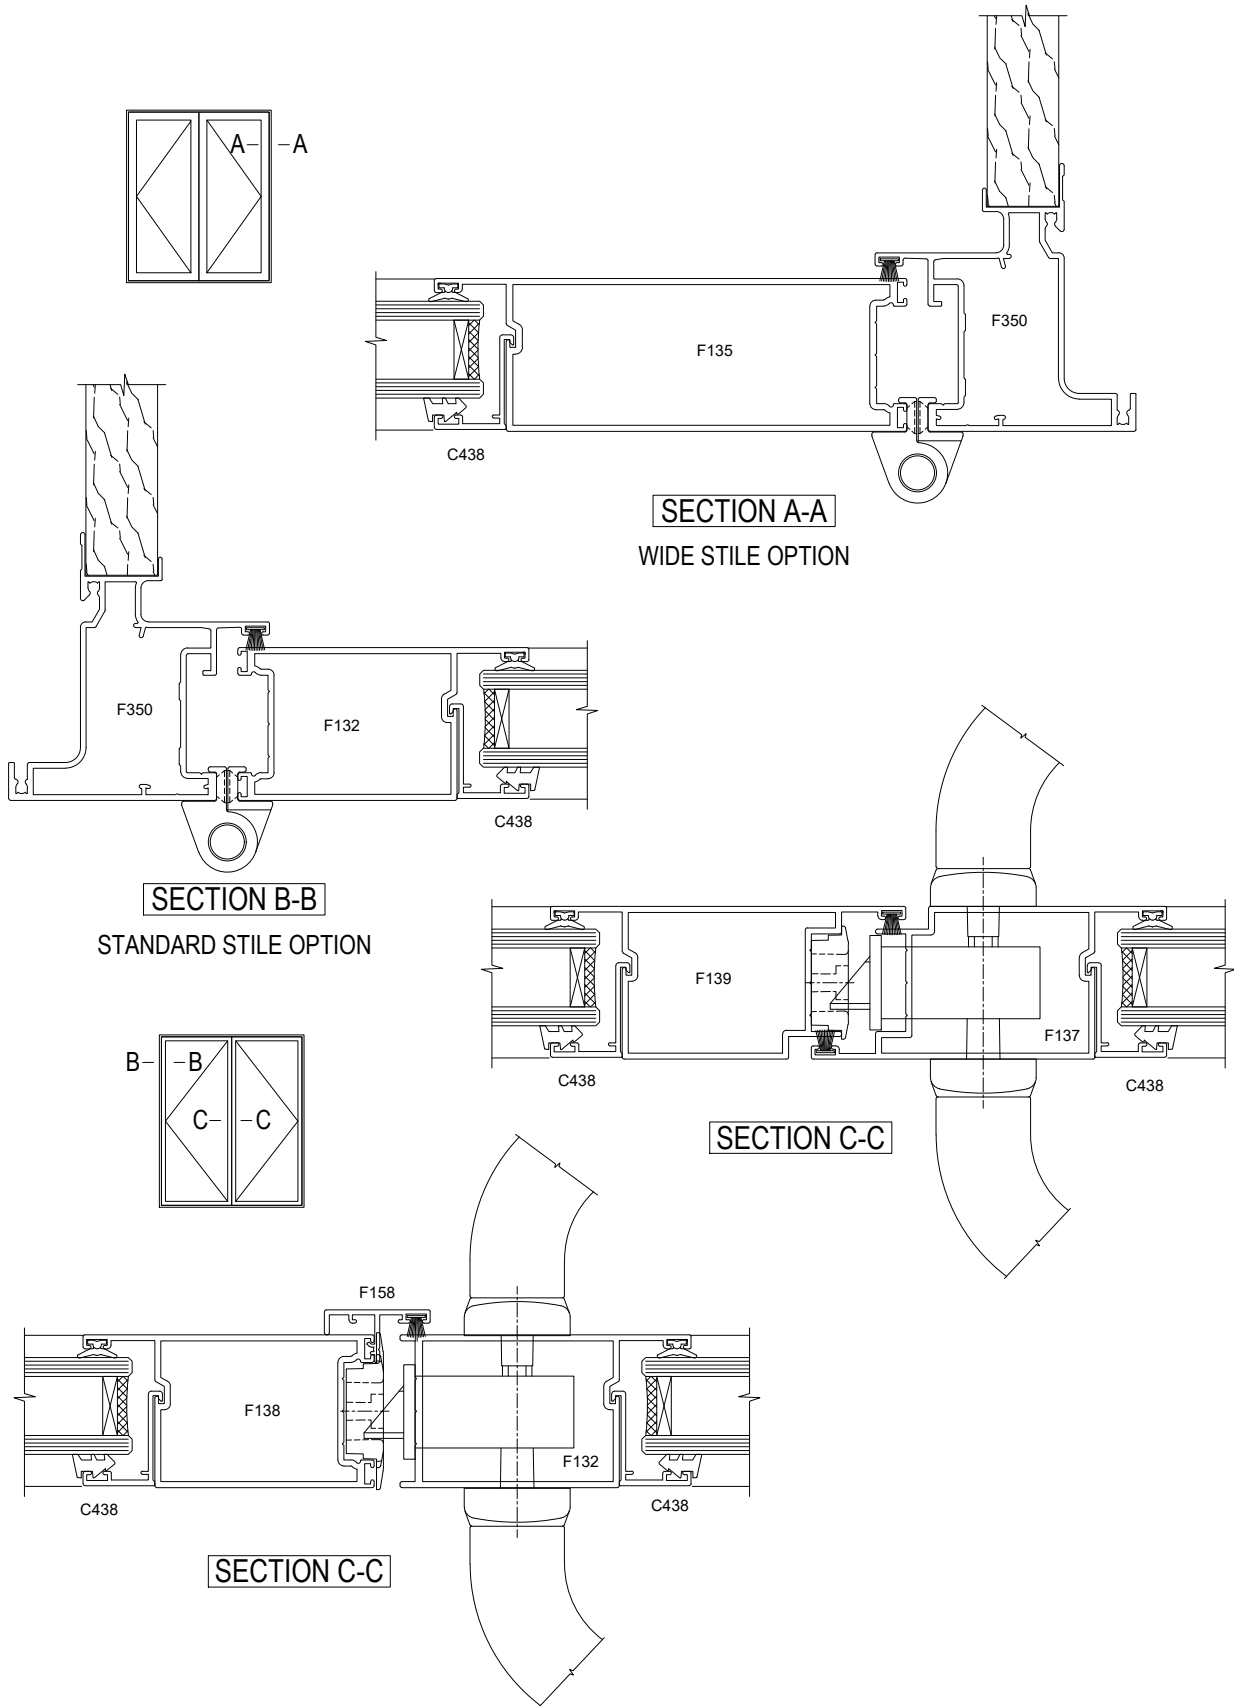 A A
F350
F135
C438
SECTION A-A
WIDE STILE OPTION
F350
F132
C438
SECTION B-B
STANDARD STILE OPTION
F139
F137
C438
C438
SECTION C-C
B B
C C
F158
F138
F132
C438
C438
SECTION C-C